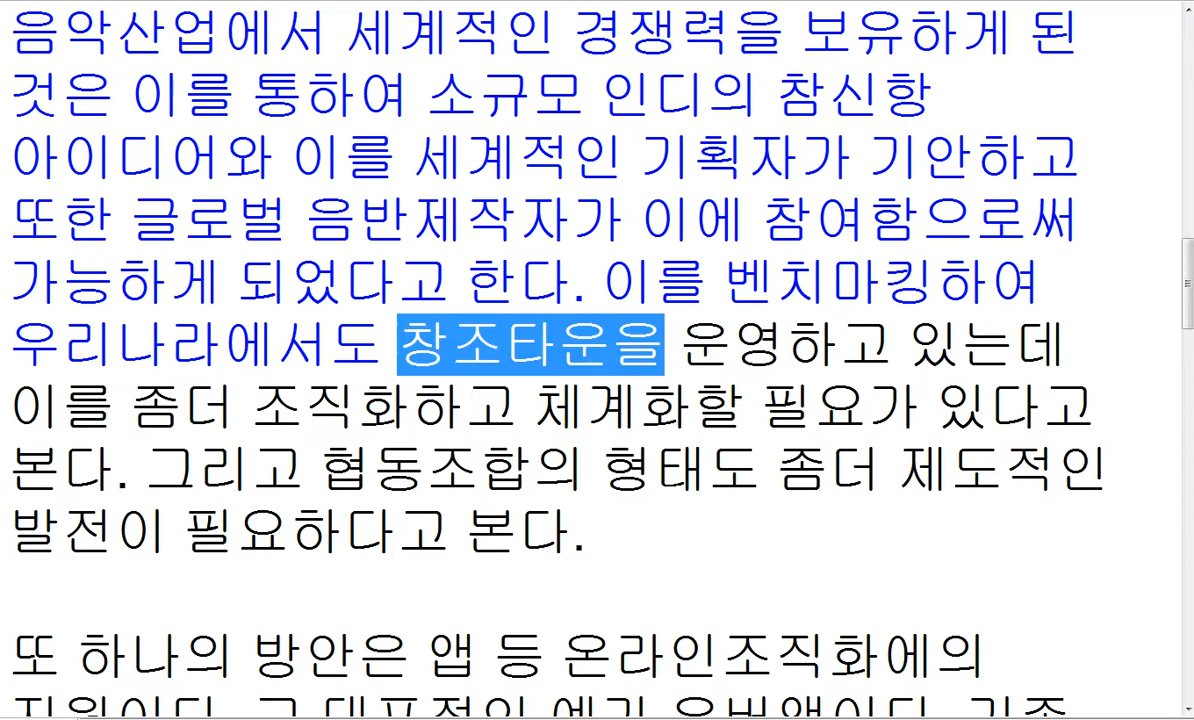 음악산업에서 세계적인 경쟁력을 보유하게 된
것은 이를 통하여 소규모 인디의 참신항
아이디어와 이를 세계적인 기획자가 기안하고
또한 글로벌 음반제작자가 이에 참여함으로써
가능하게 되었다고 한다. 이를 벤치마킹하여
우리나라에서도 창조타운을 운영하고 있는데
이를 좀더 조직화하고 체계화할 필요가 있다고
본다. 그리고 협동조합의 형태도 좀더 제도적인
발전이 필요하다고 본다.
또 하나의 방안은 앱 등 온라인조직화에의